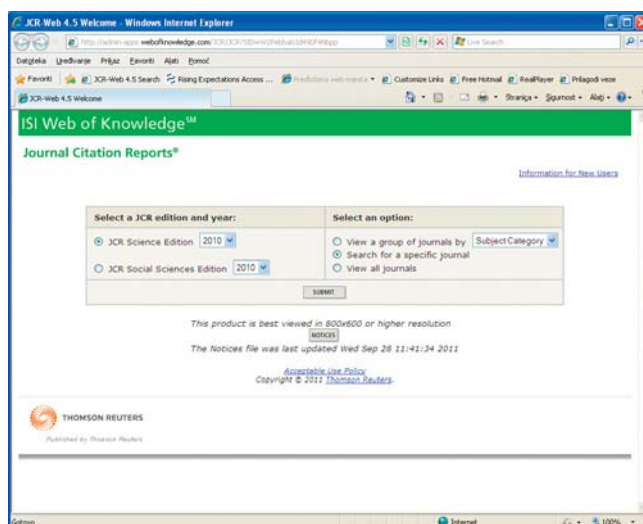 JCR-Web 4.5 Welcome - Windows Internet Explorer
webofknowledge.com
Live Search
Datoteka Uređivanje Prikaz Favoriti Alati Pomoć
Favoriti JCR-Web 4.5 Search Rising Expectations Access ... Customize Links Free Hotmail RealPlayer Prilagodi veze
JCR-Web 4.5 Welcome Stranica Sigurnost Alati
ISI Web of Knowledge℠
Journal Citation Reports®
Information for New Users
Select a JCR edition and year: Select an option:
JCR Science Edition 2010 View a group of journals by Subject Category
Search for a specific journal
JCR Social Sciences Edition 2010 View all journals
SUBMIT
This product is best viewed in 800x600 or higher resolution
NOTICES
The Notices file was last updated Wed Sep 28 11:41:34 2011
Acceptable Use Policy
Copyright © 2011 Thomson Reuters.
THOMSON REUTERS
Published by Thomson Reuters
Gotovo Internet 100%